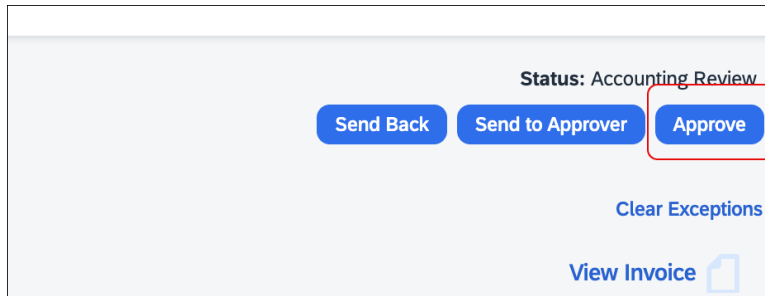 Status: Accounting Review
Send Back Send to Approver Approve
Clear Exceptions
View Invoice